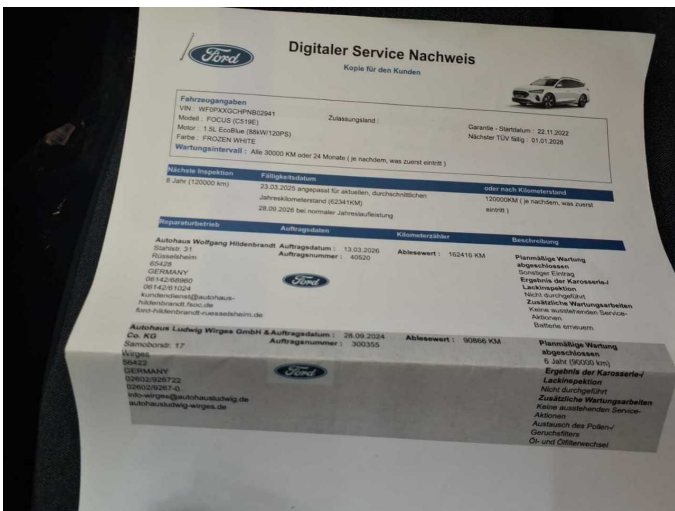 Ford
Digitaler Service Nachweis
Kopie für den Kunden
Fahrzeugangaben
VIN : WF0PXXGCHPNB02941
Zulassungsland :
Garantie - Startdatum : 22.11.2022
Modell : FOCUS (C519E)
Nächster TÜV fällig : 01.01.2028
Motor : 1.5L EcoBlue (88kW/120PS)
Farbe : FROZEN WHITE
Wartungsintervall : Alle 30000 KM oder 24 Monate ( je nachdem, was zuerst eintritt )
Nächste Inspektion Fälligkeitsdatum oder nach Kilometerstand
8 Jahr (120000 km) 23.03.2025 angepasst für aktuellen, durchschnittlichen 120000KM ( je nachdem, was zuerst
Jahreskilometerstand (62341KM) eintritt )
28.09.2026 bei normaler Jahreslaufleistung
Reparaturbetrieb Auftragsdaten Kilometerzähler Beschreibung
Autohaus Wolfgang Hildenbrandt Auftragsdatum : 13.03.2026 Ablesewert : 162416 KM Planmäßige Wartung
Stahlstr. 31 Auftragsnummer : 40520 abgeschlossen
Rüsselsheim Sonstiger Eintrag
65428 Ergebnis der Karosserie-/
GERMANY Lackinspektion
06142/68960 Nicht durchgeführt
06142/61024 Zusätzliche Wartungsarbeiten
kundendienst@autohaus- Keine ausstehenden Service-
hildenbrandt.fsoc.de Aktionen
ford-hildenbrandt-ruesselsheim.de Batterie erneuern
Ford
Autohaus Ludwig Wirges GmbH & Auftragsdatum : 28.09.2024 Ablesewert : 90866 KM Planmäßige Wartung
Co. KG Auftragsnummer : 300355 abgeschlossen
Samoborstr. 17 6 Jahr (90000 km)
Wirges Ergebnis der Karosserie-/
56422 Lackinspektion
GERMANY Nicht durchgeführt
02602/926722 Zusätzliche Wartungsarbeiten
02602/9267-0 Keine ausstehenden Service-
info-wirges@autohausludwig.de Aktionen
autohausludwig-wirges.de Austausch des Pollen-/
Geruchsfilters
Öl- und Ölfilterwechsel
Ford